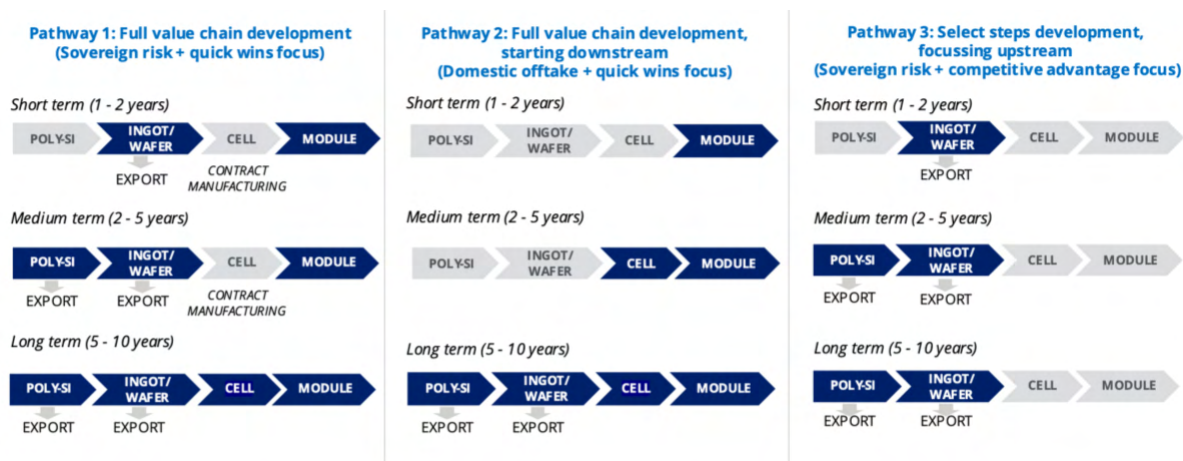 Pathway 1: Full value chain development
(Sovereign risk + quick wins focus)
Short term (1 - 2 years)
POLY-SI
INGOT/
WAFER
CELL
MODULE
EXPORT
CONTRACT
MANUFACTURING
Medium term (2 - 5 years)
POLY-SI
INGOT/
WAFER
CELL
MODULE
EXPORT
EXPORT
CONTRACT
MANUFACTURING
Long term (5 - 10 years)
POLY-SI
INGOT/
WAFER
CELL
MODULE
EXPORT
EXPORT
Pathway 2: Full value chain development,
starting downstream
(Domestic offtake + quick wins focus)
Short term (1 - 2 years)
POLY-SI
INGOT/
WAFER
CELL
MODULE
Medium term (2 - 5 years)
POLY-SI
INGOT/
WAFER
CELL
MODULE
Long term (5 - 10 years)
POLY-SI
INGOT/
WAFER
CELL
MODULE
EXPORT
EXPORT
Pathway 3: Select steps development,
focussing upstream
(Sovereign risk + competitive advantage focus)
Short term (1 - 2 years)
POLY-SI
INGOT/
WAFER
CELL
MODULE
EXPORT
Medium term (2 - 5 years)
POLY-SI
INGOT/
WAFER
CELL
MODULE
EXPORT
EXPORT
Long term (5 - 10 years)
POLY-SI
INGOT/
WAFER
CELL
MODULE
EXPORT
EXPORT